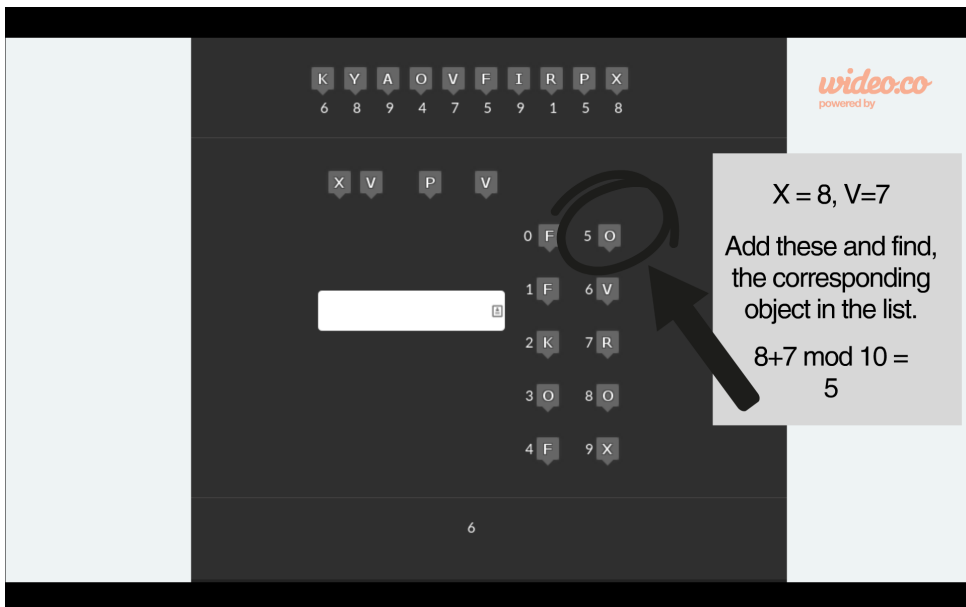 K Y A O V F I R P X
6 8 9 4 7 5 9 1 5 8
wideo.co
powered by
X V P V
X = 8, V=7
Add these and find,
the corresponding
object in the list.
8+7 mod 10 =
5
0 F 5 O
1 F 6 V
2 K 7 R
3 O 8 O
4 F 9 X
6